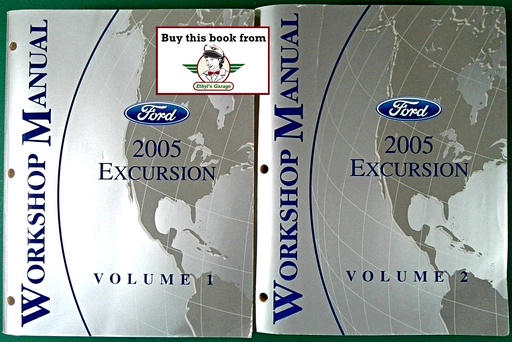 WORKSHOP MANUAL
Ford
2005
EXCURSION
VOLUME 1
Buy this book from
Ethyl's Garage
WORKSHOP MANUAL
Ford
2005
EXCURSION
VOLUME 2